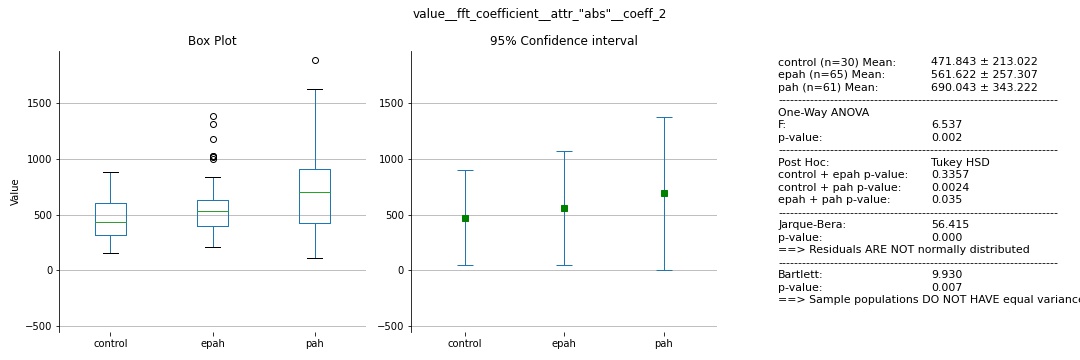 value__fft_coefficient__attr_"abs"__coeff_2
Box Plot
Value
1500
1000
500
0
−500
control
epah
pah
95% Confidence interval
1500
1000
500
0
−500
control
epah
pah
control (n=30) Mean: 471.843 ± 213.022
epah (n=65) Mean: 561.622 ± 257.307
pah (n=61) Mean: 690.043 ± 343.222
One-Way ANOVA
F: 6.537
p-value: 0.002
Post Hoc: Tukey HSD
control + epah p-value: 0.3357
control + pah p-value: 0.0024
epah + pah p-value: 0.035
Jarque-Bera: 56.415
p-value: 0.000
==> Residuals ARE NOT normally distributed
Bartlett: 9.930
p-value: 0.007
==> Sample populations DO NOT HAVE equal variance